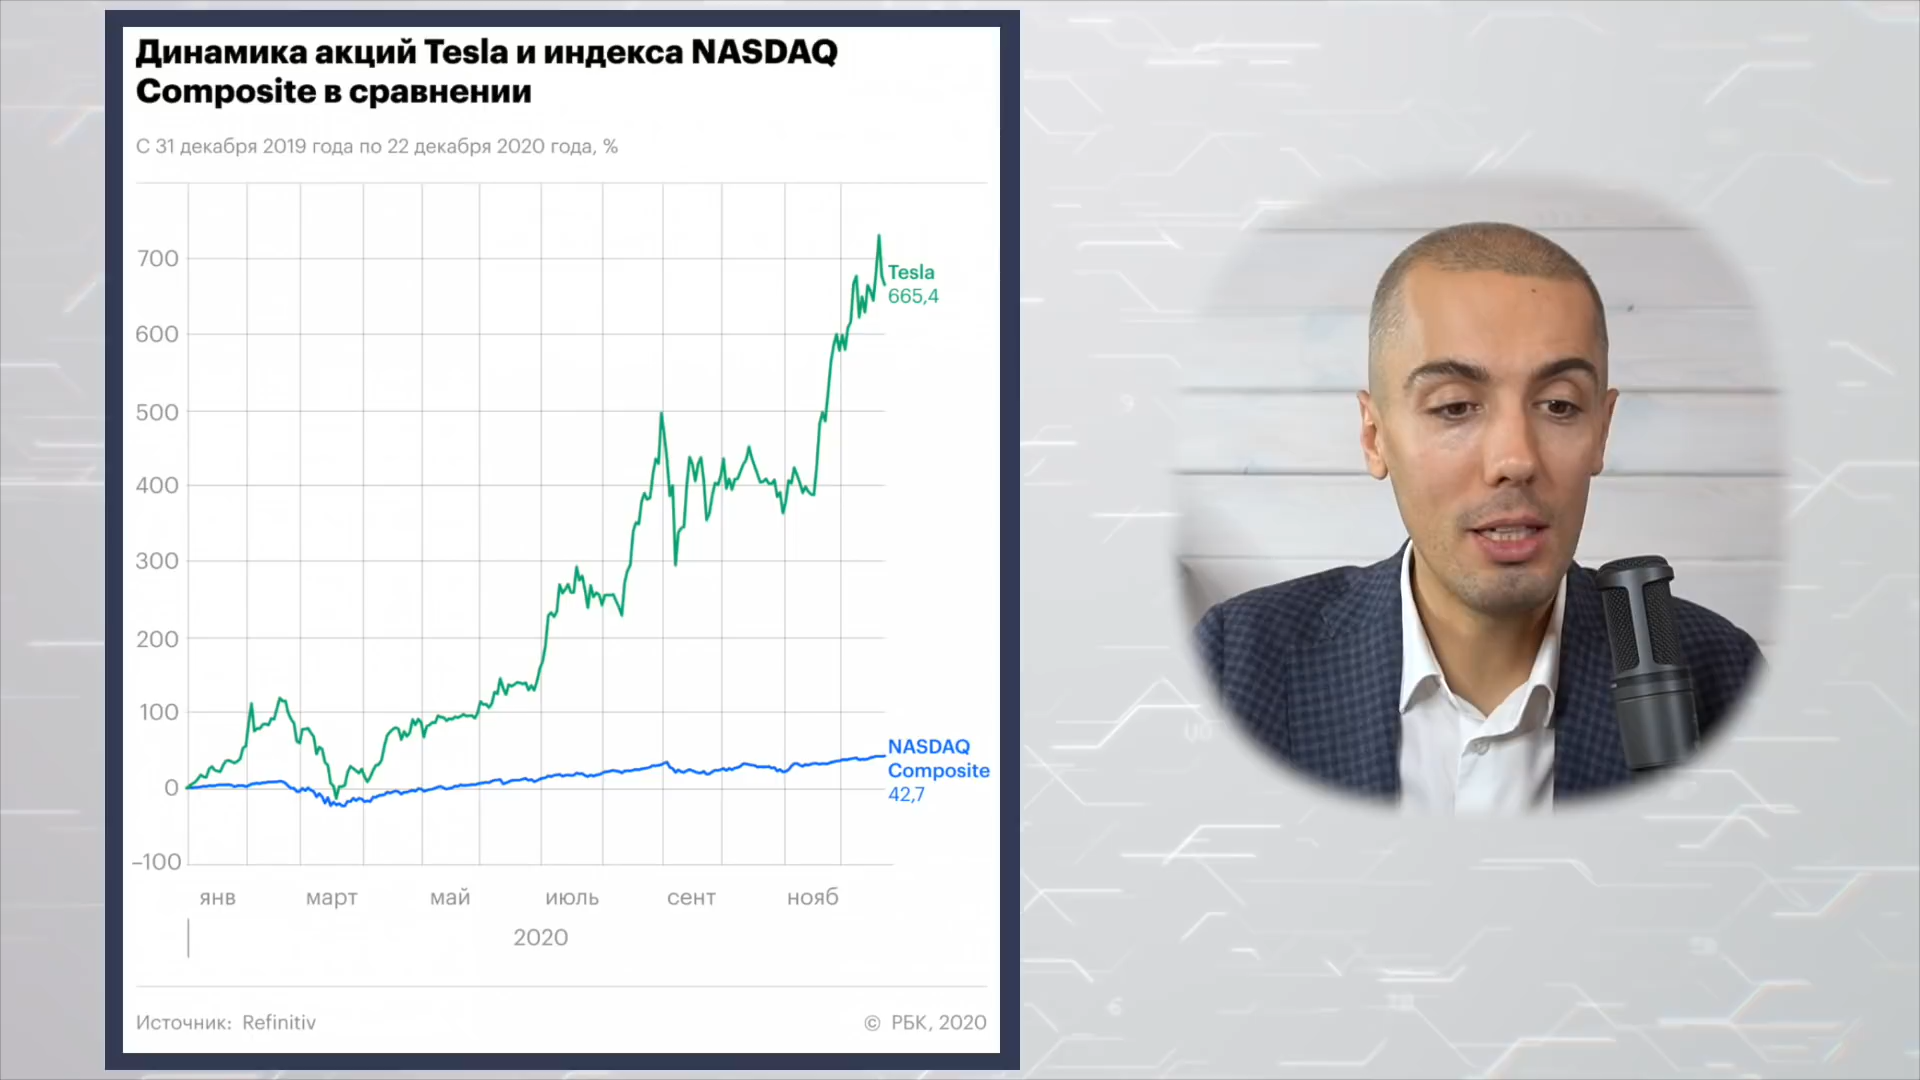 Динамика акций Tesla и индекса NASDAQ
Composite в сравнении
С 31 декабря 2019 года по 22 декабря 2020 года, %
700
600
500
400
300
200
100
0
–100
Tesla
665,4
NASDAQ
Composite
42,7
янв март май июль сент нояб
2020
Источник: Refinitiv
© РБК, 2020